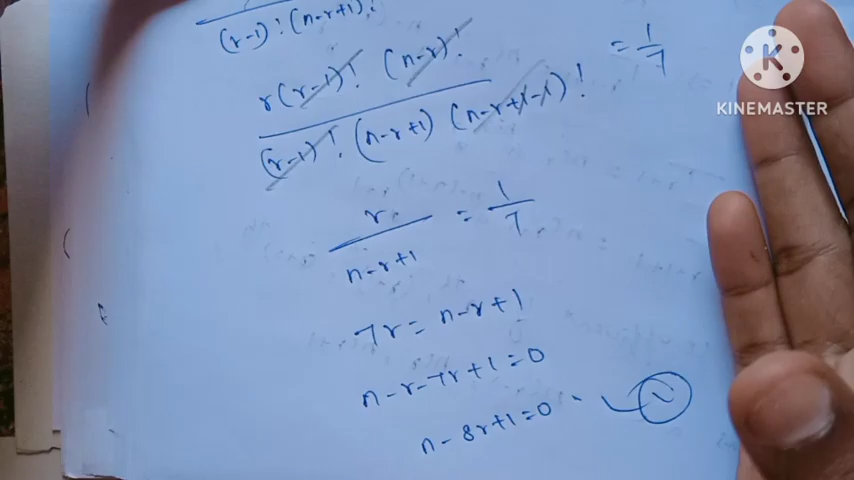 (r-1)! (n-r+1)!
r(r-1)! (n-r)! = 1/7
(r-1)! . (n-r+1) (n-r+1-1)!
r / n-r+1 = 1/7
7r = n-r+1
n-r-7r+1=0
n-8r+1=0
K
KINEMASTER